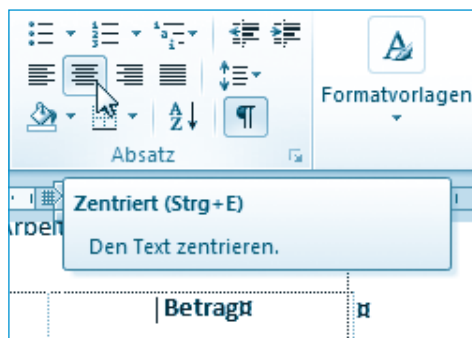 Formatvorlagen
Absatz
Zentriert (Strg+E)
Den Text zentrieren.
Betrag¤
¤